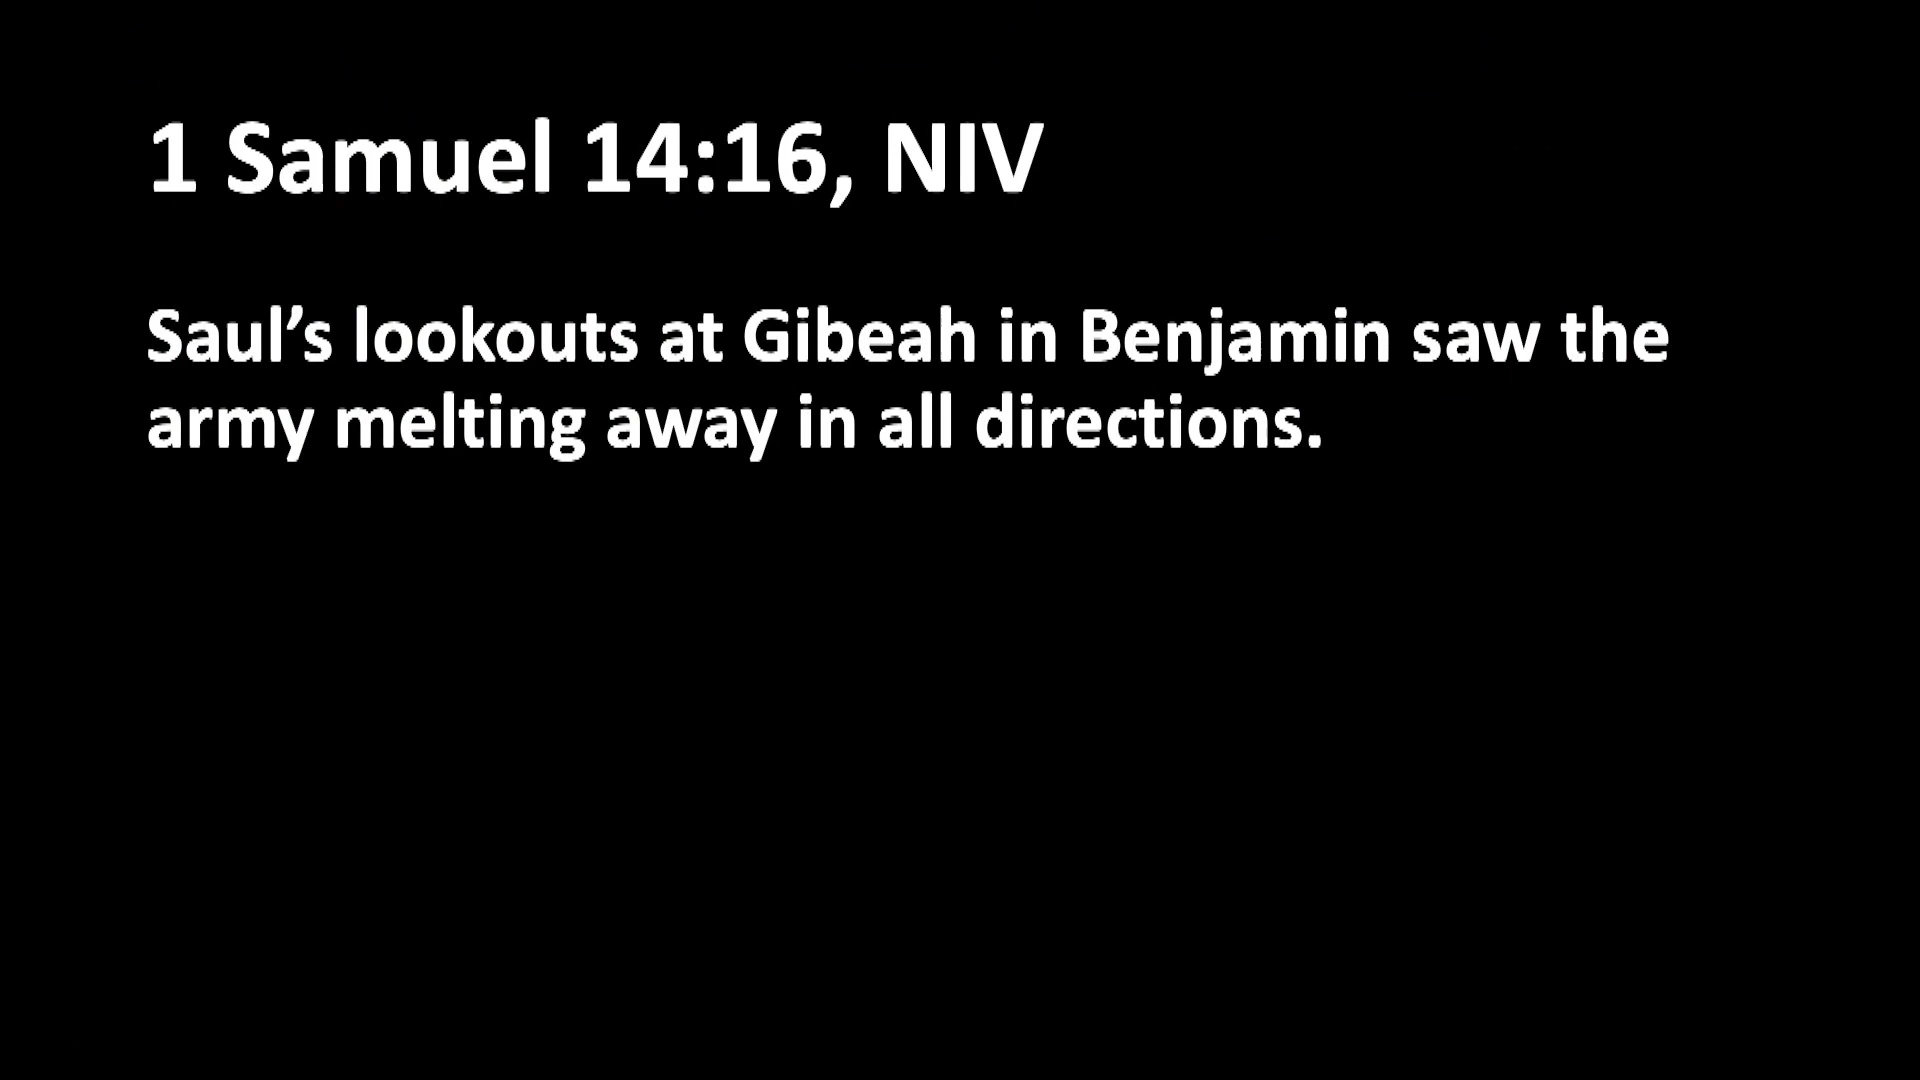 1 Samuel 14:16, NIV
Saul’s lookouts at Gibeah in Benjamin saw the
army melting away in all directions.